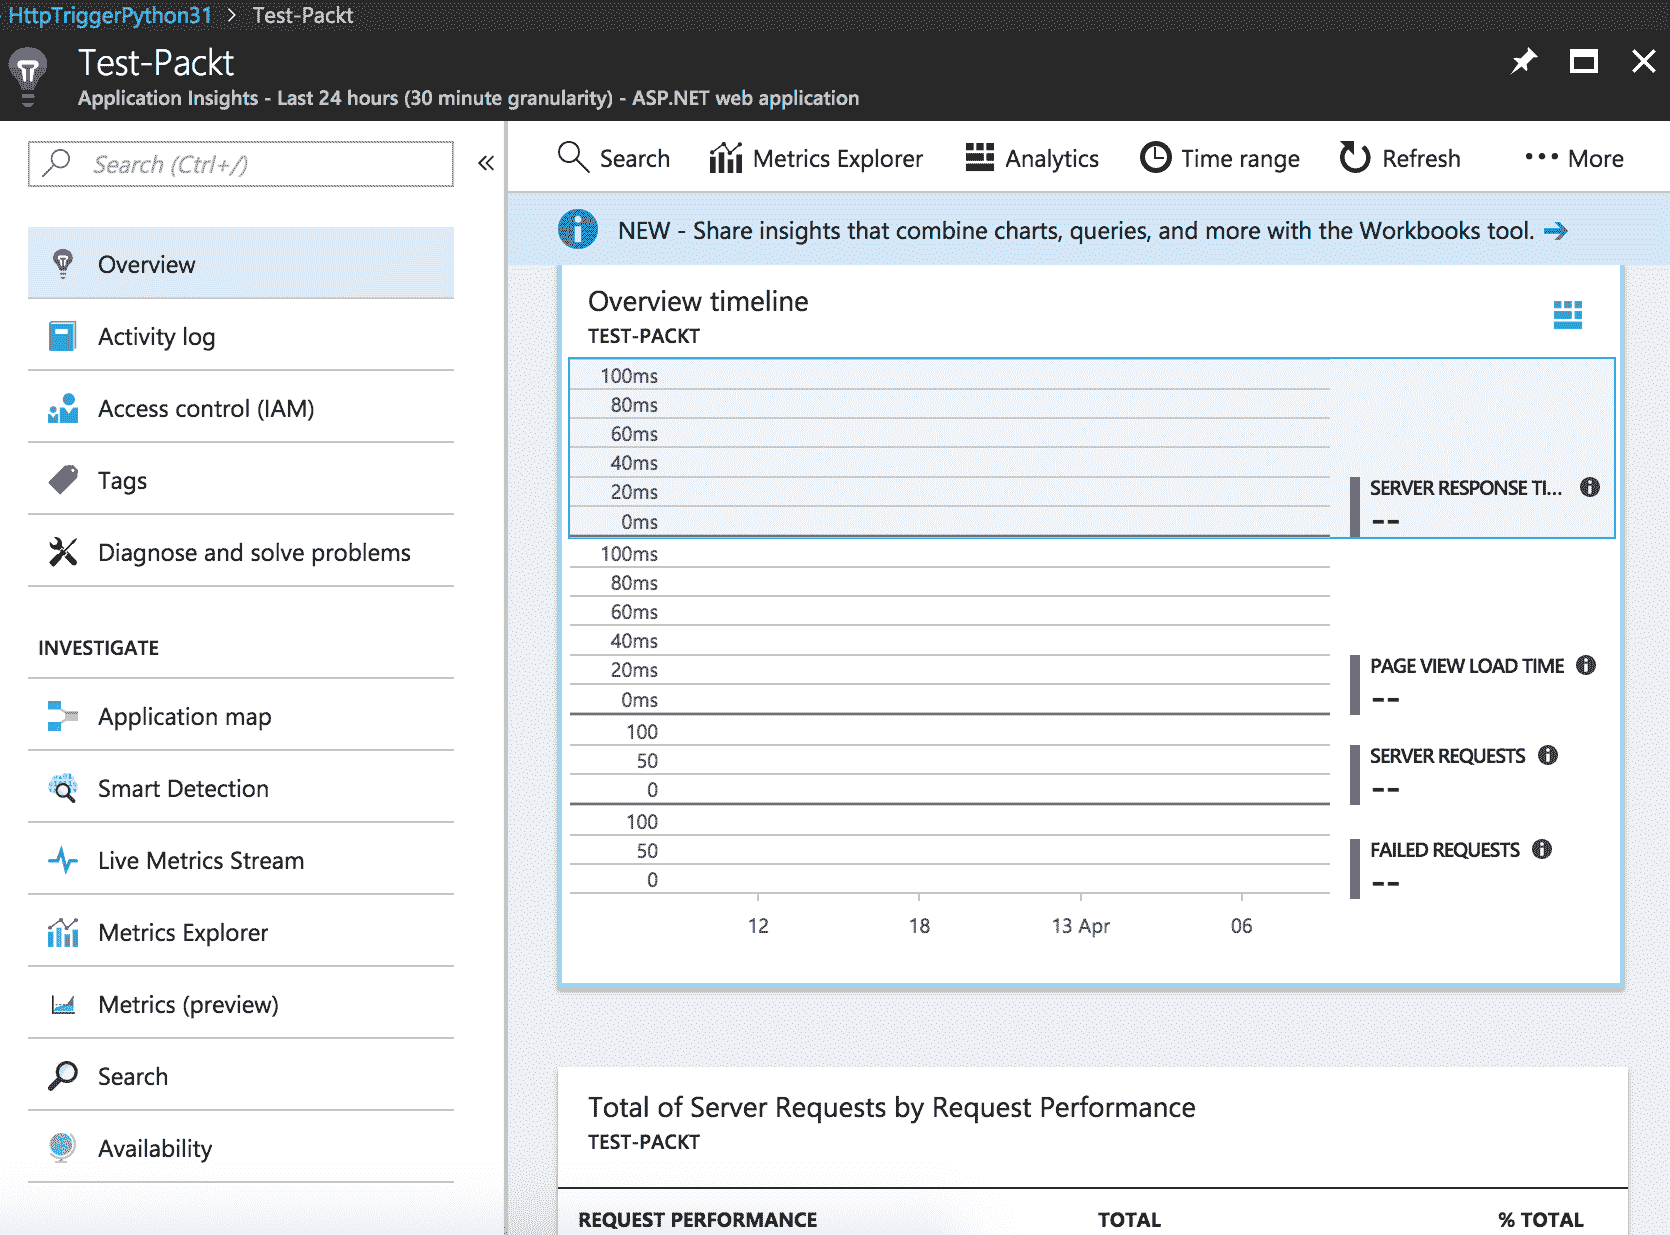 HttpTriggerPython31 > Test-Packt
Test-Packt
Application Insights - Last 24 hours (30 minute granularity) - ASP.NET web application
Search (Ctrl+/)
«
Overview
Activity log
Access control (IAM)
Tags
Diagnose and solve problems
INVESTIGATE
Application map
Smart Detection
Live Metrics Stream
Metrics Explorer
Metrics (preview)
Search
Availability
Search Metrics Explorer Analytics Time range Refresh ••• More
NEW - Share insights that combine charts, queries, and more with the Workbooks tool. →
Overview timeline
TEST-PACKT
100ms
80ms
60ms
40ms
20ms
0ms
SERVER RESPONSE TI...
--
100ms
80ms
60ms
40ms
20ms
0ms
PAGE VIEW LOAD TIME
--
100
50
0
SERVER REQUESTS
--
100
50
0
FAILED REQUESTS
--
12 18 13 Apr 06
Total of Server Requests by Request Performance
TEST-PACKT
REQUEST PERFORMANCE TOTAL % TOTAL